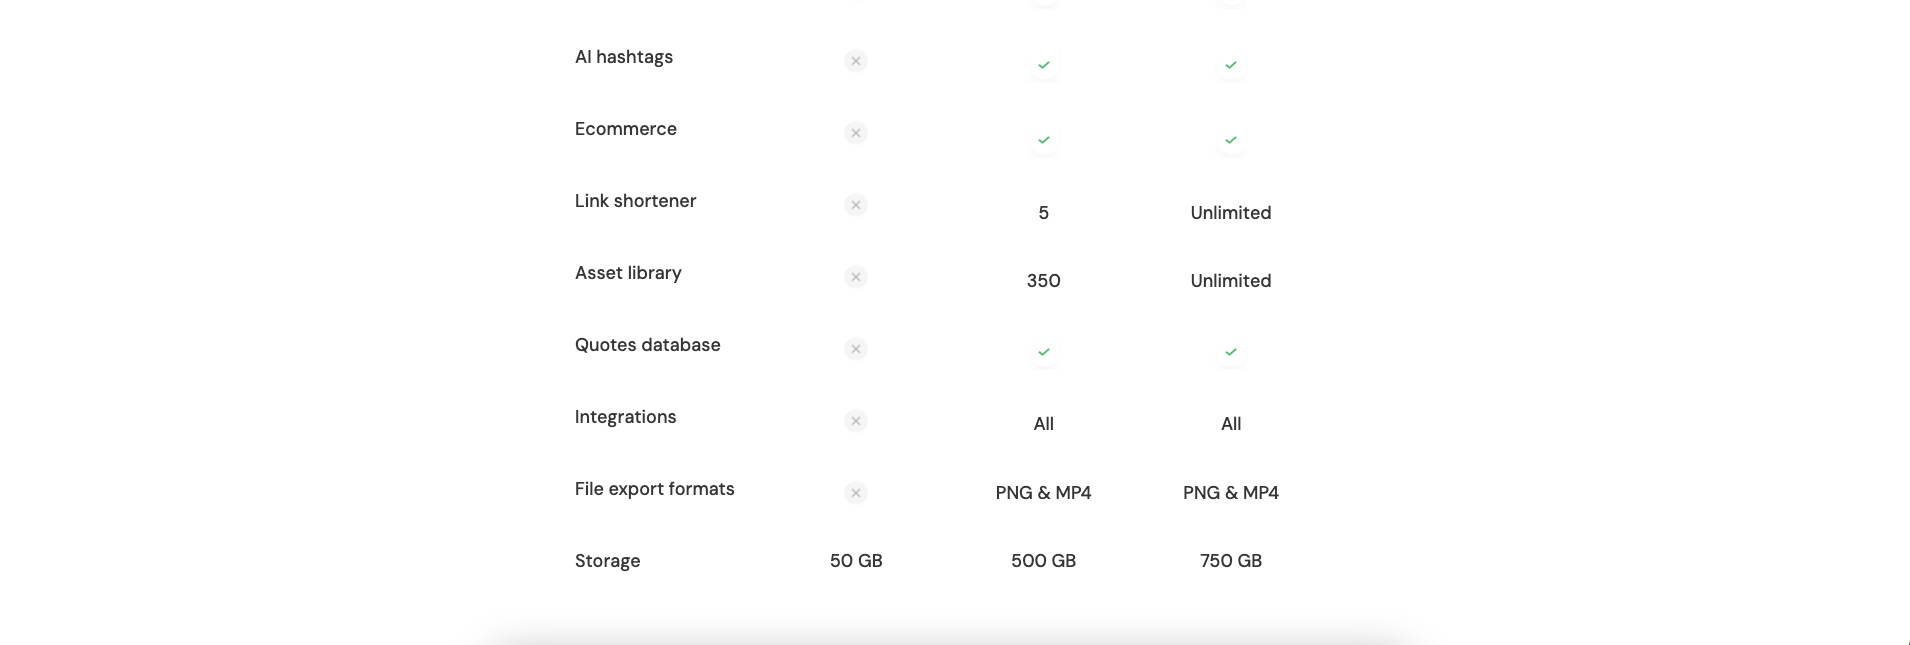 AI hashtags
Ecommerce
Link shortener 5 Unlimited
Asset library 350 Unlimited
Quotes database
Integrations All All
File export formats PNG & MP4 PNG & MP4
Storage 50 GB 500 GB 750 GB